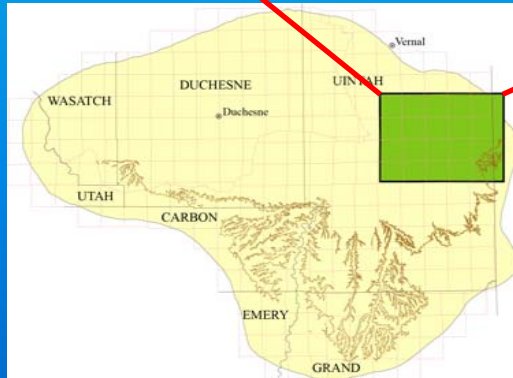 Vernal
DUCHESNE
UINTAH
WASATCH
Duchesne
UTAH
CARBON
EMERY
GRAND